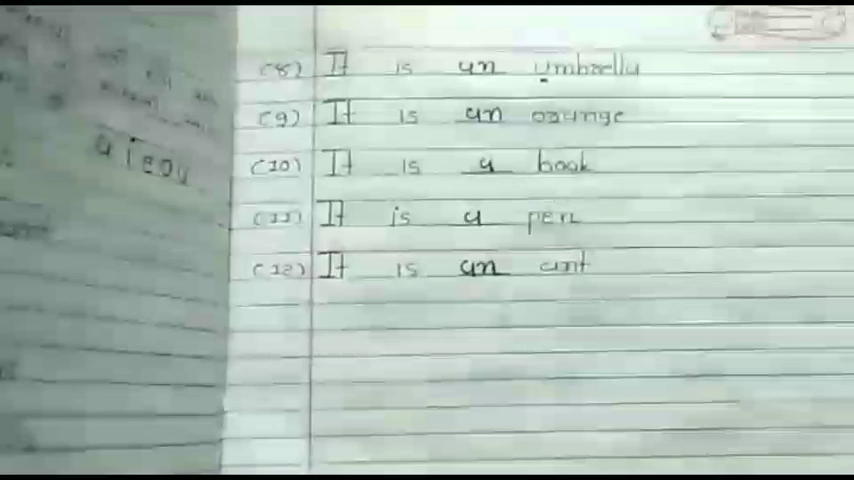 (8) It is an umbrella
(9) It is an orange
(10) It is a book
(11) It is a pen
(12) It is an ant
a i e o u